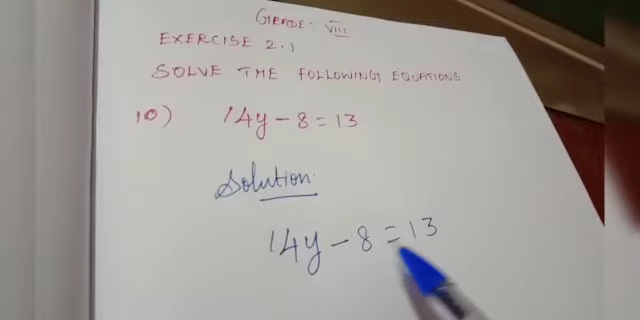 GRADE: VIII
EXERCISE 2.1
SOLVE THE FOLLOWING EQUATIONS
10) 14y - 8 = 13
Solution
14y - 8 = 13